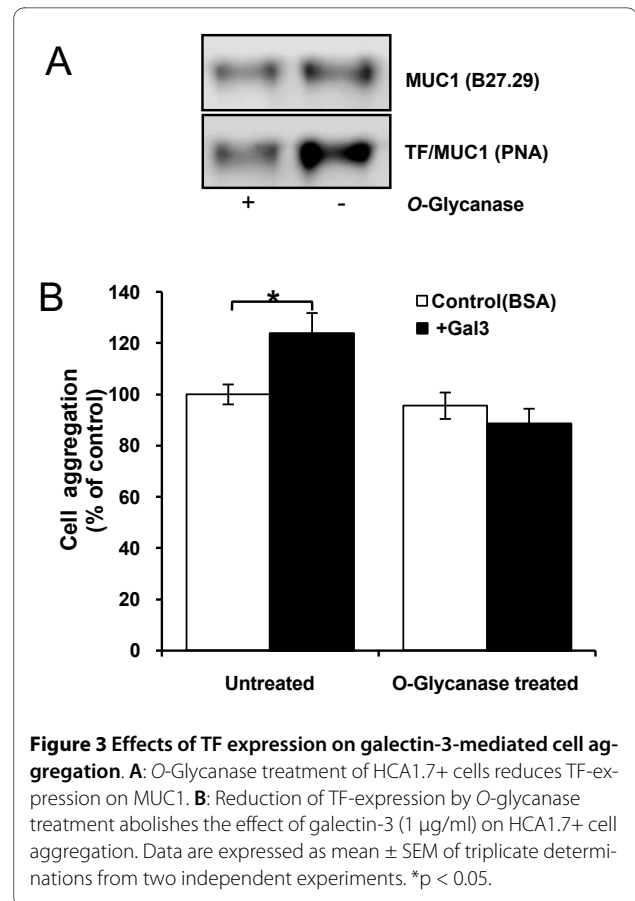 A
MUC1 (B27.29)
TF/MUC1 (PNA)
+ - O-Glycanase
B
Cell aggregation
(% of control)
140
120
100
80
60
40
20
0
*
Control(BSA)
+Gal3
Untreated O-Glycanase treated
Figure 3 Effects of TF expression on galectin-3-mediated cell ag-
gregation. A: O-Glycanase treatment of HCA1.7+ cells reduces TF-ex-
pression on MUC1. B: Reduction of TF-expression by O-glycanase
treatment abolishes the effect of galectin-3 (1 μg/ml) on HCA1.7+ cell
aggregation. Data are expressed as mean ± SEM of triplicate determi-
nations from two independent experiments. *p < 0.05.